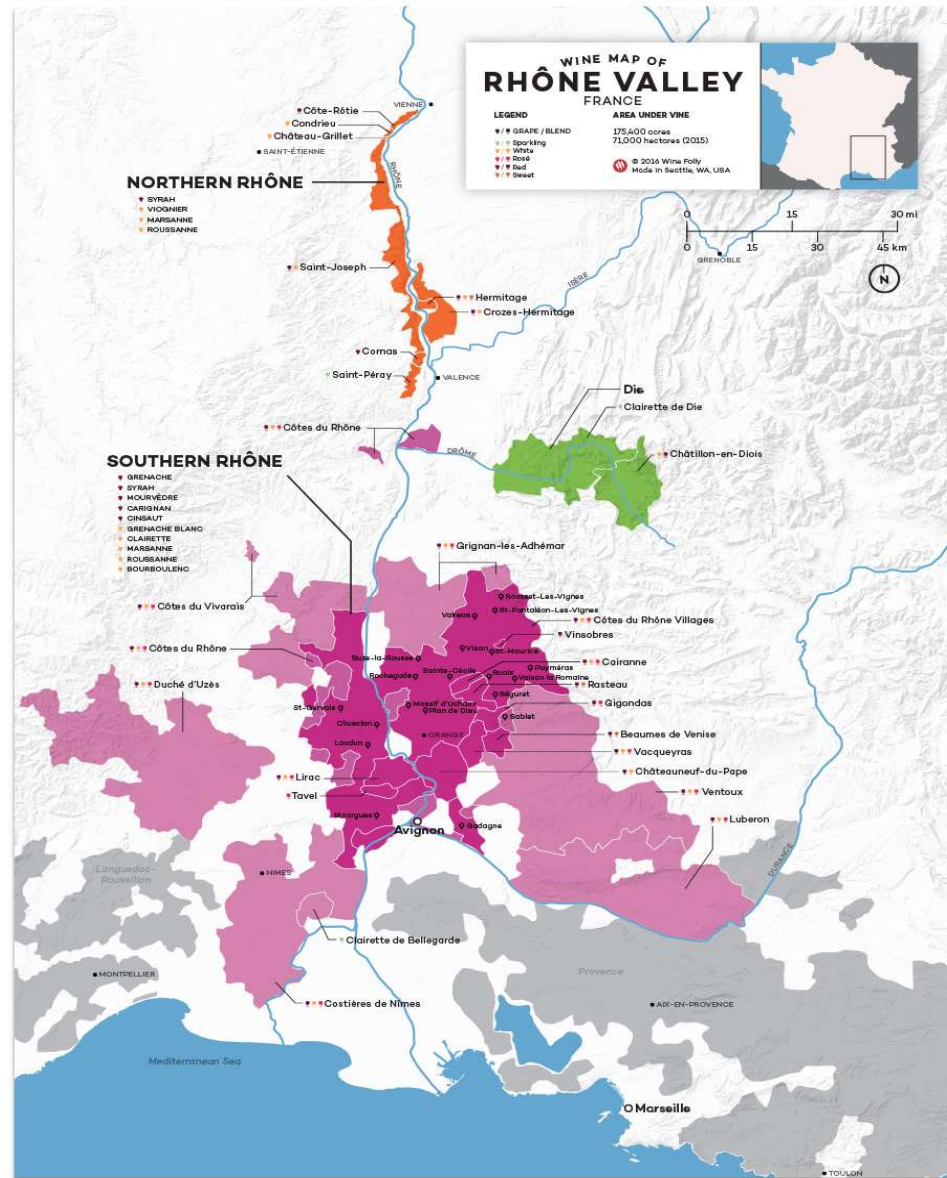 WINE MAP OF
RHÔNE VALLEY
FRANCE
LEGEND
GRAPE / BLEND
Sparkling
White
Rosé
Red
Sweet
AREA UNDER VINE
175,400 acres
71,000 hectares (2015)
© 2016 Wine Folly
Made in Seattle, WA, USA
0 15 30 mi
0 15 30 45 km
N
GRENOBLE
ISÈRE
VIENNE
Côte-Rôtie
Condrieu
Château-Grillet
SAINT-ÉTIENNE
RHÔNE
NORTHERN RHÔNE
SYRAH
VIOGNIER
MARSANNE
ROUSSANNE
Saint-Joseph
Hermitage
Crozes-Hermitage
Cornas
Saint-Péray
VALENCE
Die
Clairette de Die
Châtillon-en-Diois
Côtes du Rhône
DRÔME
SOUTHERN RHÔNE
GRENACHE
SYRAH
MOURVÈDRE
CARIGNAN
CINSAUT
GRENACHE BLANC
CLAIRETTE
MARSANNE
ROUSSANNE
BOURBOULENC
Grignan-les-Adhémar
Rousset-Les-Vignes
St-Pantaléon-Les-Vignes
Valréas
Côtes du Vivarais
Côtes du Rhône Villages
Vinsobres
Visan
St-Maurice
Côtes du Rhône
Suze-la-Rousse
Cairanne
Puyméras
Sainte-Cécile
Roaix
Vaison la Romaine
Rochegude
Rasteau
Duché d'Uzès
Séguret
Gigondas
St-Gervais
Massif d'Uchaux
Plan de Dieu
Sablet
Chusclan
ORANGE
Beaumes de Venise
Laudun
Vacqueyras
Châteauneuf-du-Pape
Lirac
Ventoux
Tavel
Luberon
Signargues
Avignon
Gadagne
DURANCE
Languedoc-Roussillon
NIMES
Clairette de Bellegarde
MONTPELLIER
Provence
Costières de Nîmes
AIX-EN-PROVENCE
Mediterranean Sea
Marseille
TOULON